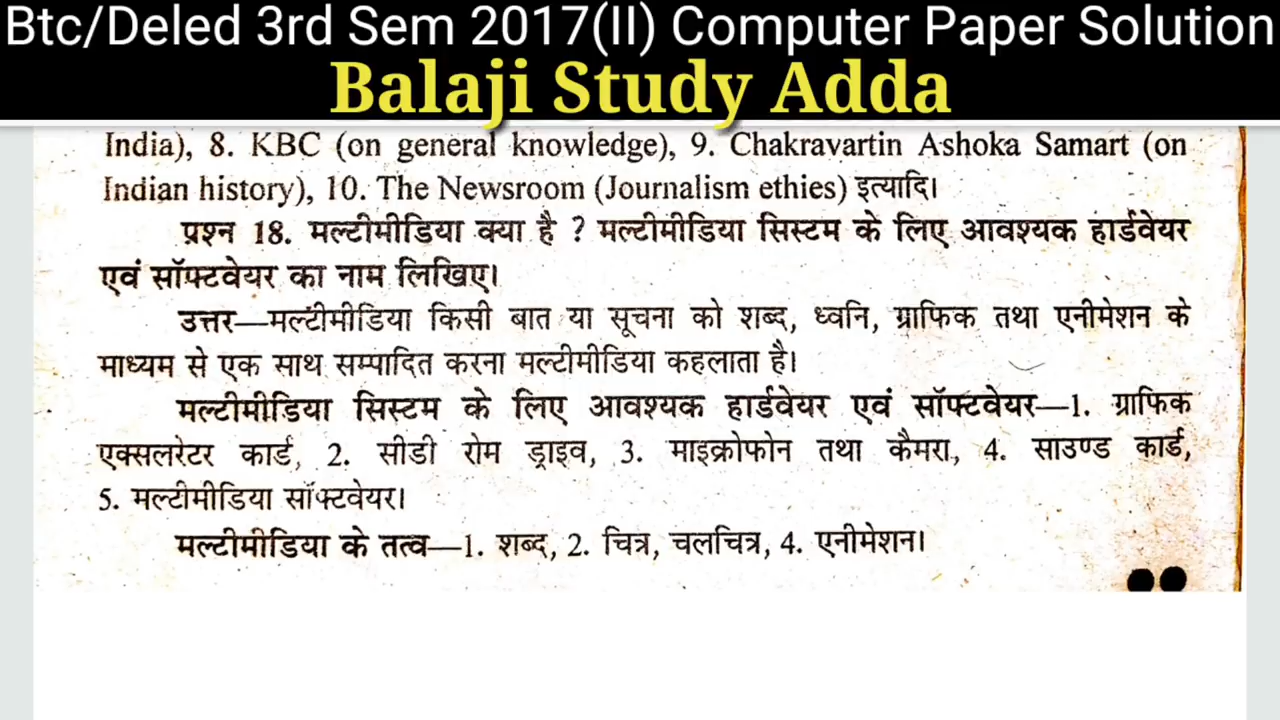 Btc/Deled 3rd Sem 2017(II) Computer Paper Solution
Balaji Study Adda
India), 8. KBC (on general knowledge), 9. Chakravartin Ashoka Samart (on
Indian history), 10. The Newsroom (Journalism ethies) इत्यादि।
प्रश्न 18. मल्टीमीडिया क्या है ? मल्टीमीडिया सिस्टम के लिए आवश्यक हार्डवेयर
एवं सॉफ्टवेयर का नाम लिखिए।
उत्तर—मल्टीमीडिया किसी बात या सूचना को शब्द, ध्वनि, ग्राफिक तथा एनीमेशन के
माध्यम से एक साथ सम्पादित करना मल्टीमीडिया कहलाता है।
मल्टीमीडिया सिस्टम के लिए आवश्यक हार्डवेयर एवं सॉफ्टवेयर—1. ग्राफिक
एक्सलरेटर कार्ड, 2. सीडी रोम ड्राइव, 3. माइक्रोफोन तथा कैमरा, 4. साउण्ड कार्ड,
5. मल्टीमीडिया सॉफ्टवेयर।
मल्टीमीडिया के तत्व—1. शब्द, 2. चित्र, चलचित्र, 4. एनीमेशन।